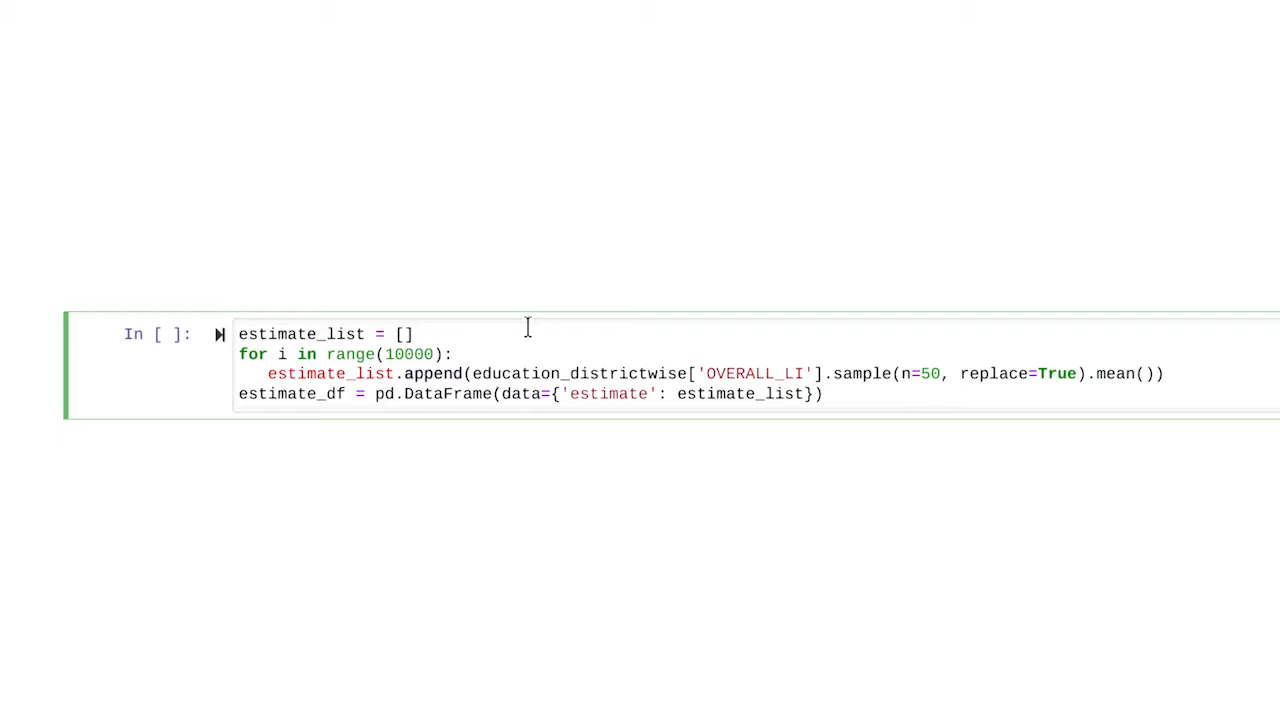 In [ ]: estimate_list = []
for i in range(10000):
   estimate_list.append(education_districtwise['OVERALL_LI'].sample(n=50, replace=True).mean())
estimate_df = pd.DataFrame(data={'estimate': estimate_list})